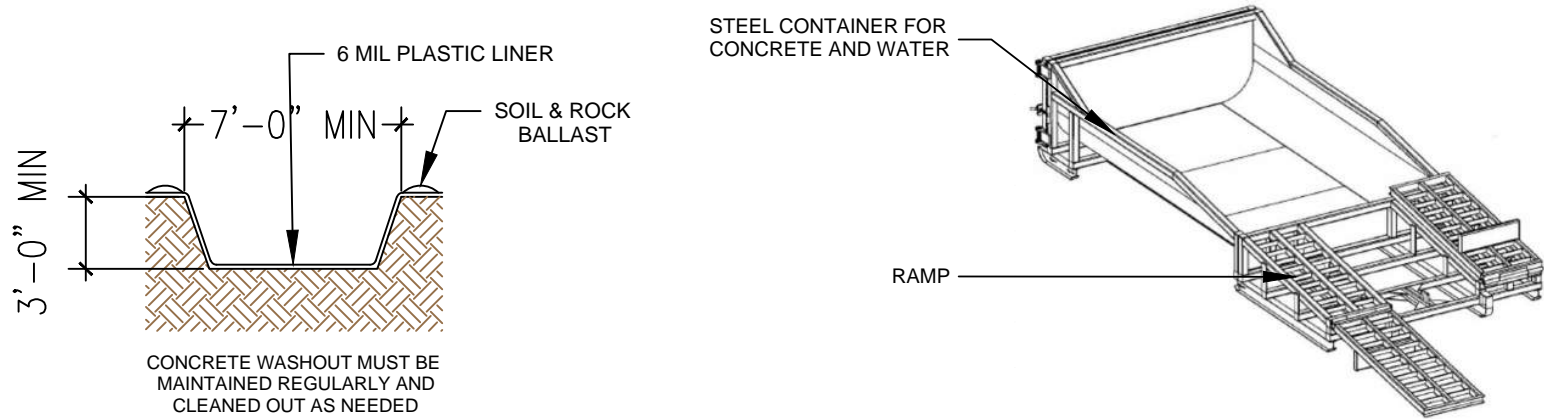 6 MIL PLASTIC LINER
7'-0" MIN
SOIL & ROCK
BALLAST
3'-0" MIN
CONCRETE WASHOUT MUST BE
MAINTAINED REGULARLY AND
CLEANED OUT AS NEEDED
STEEL CONTAINER FOR
CONCRETE AND WATER
RAMP